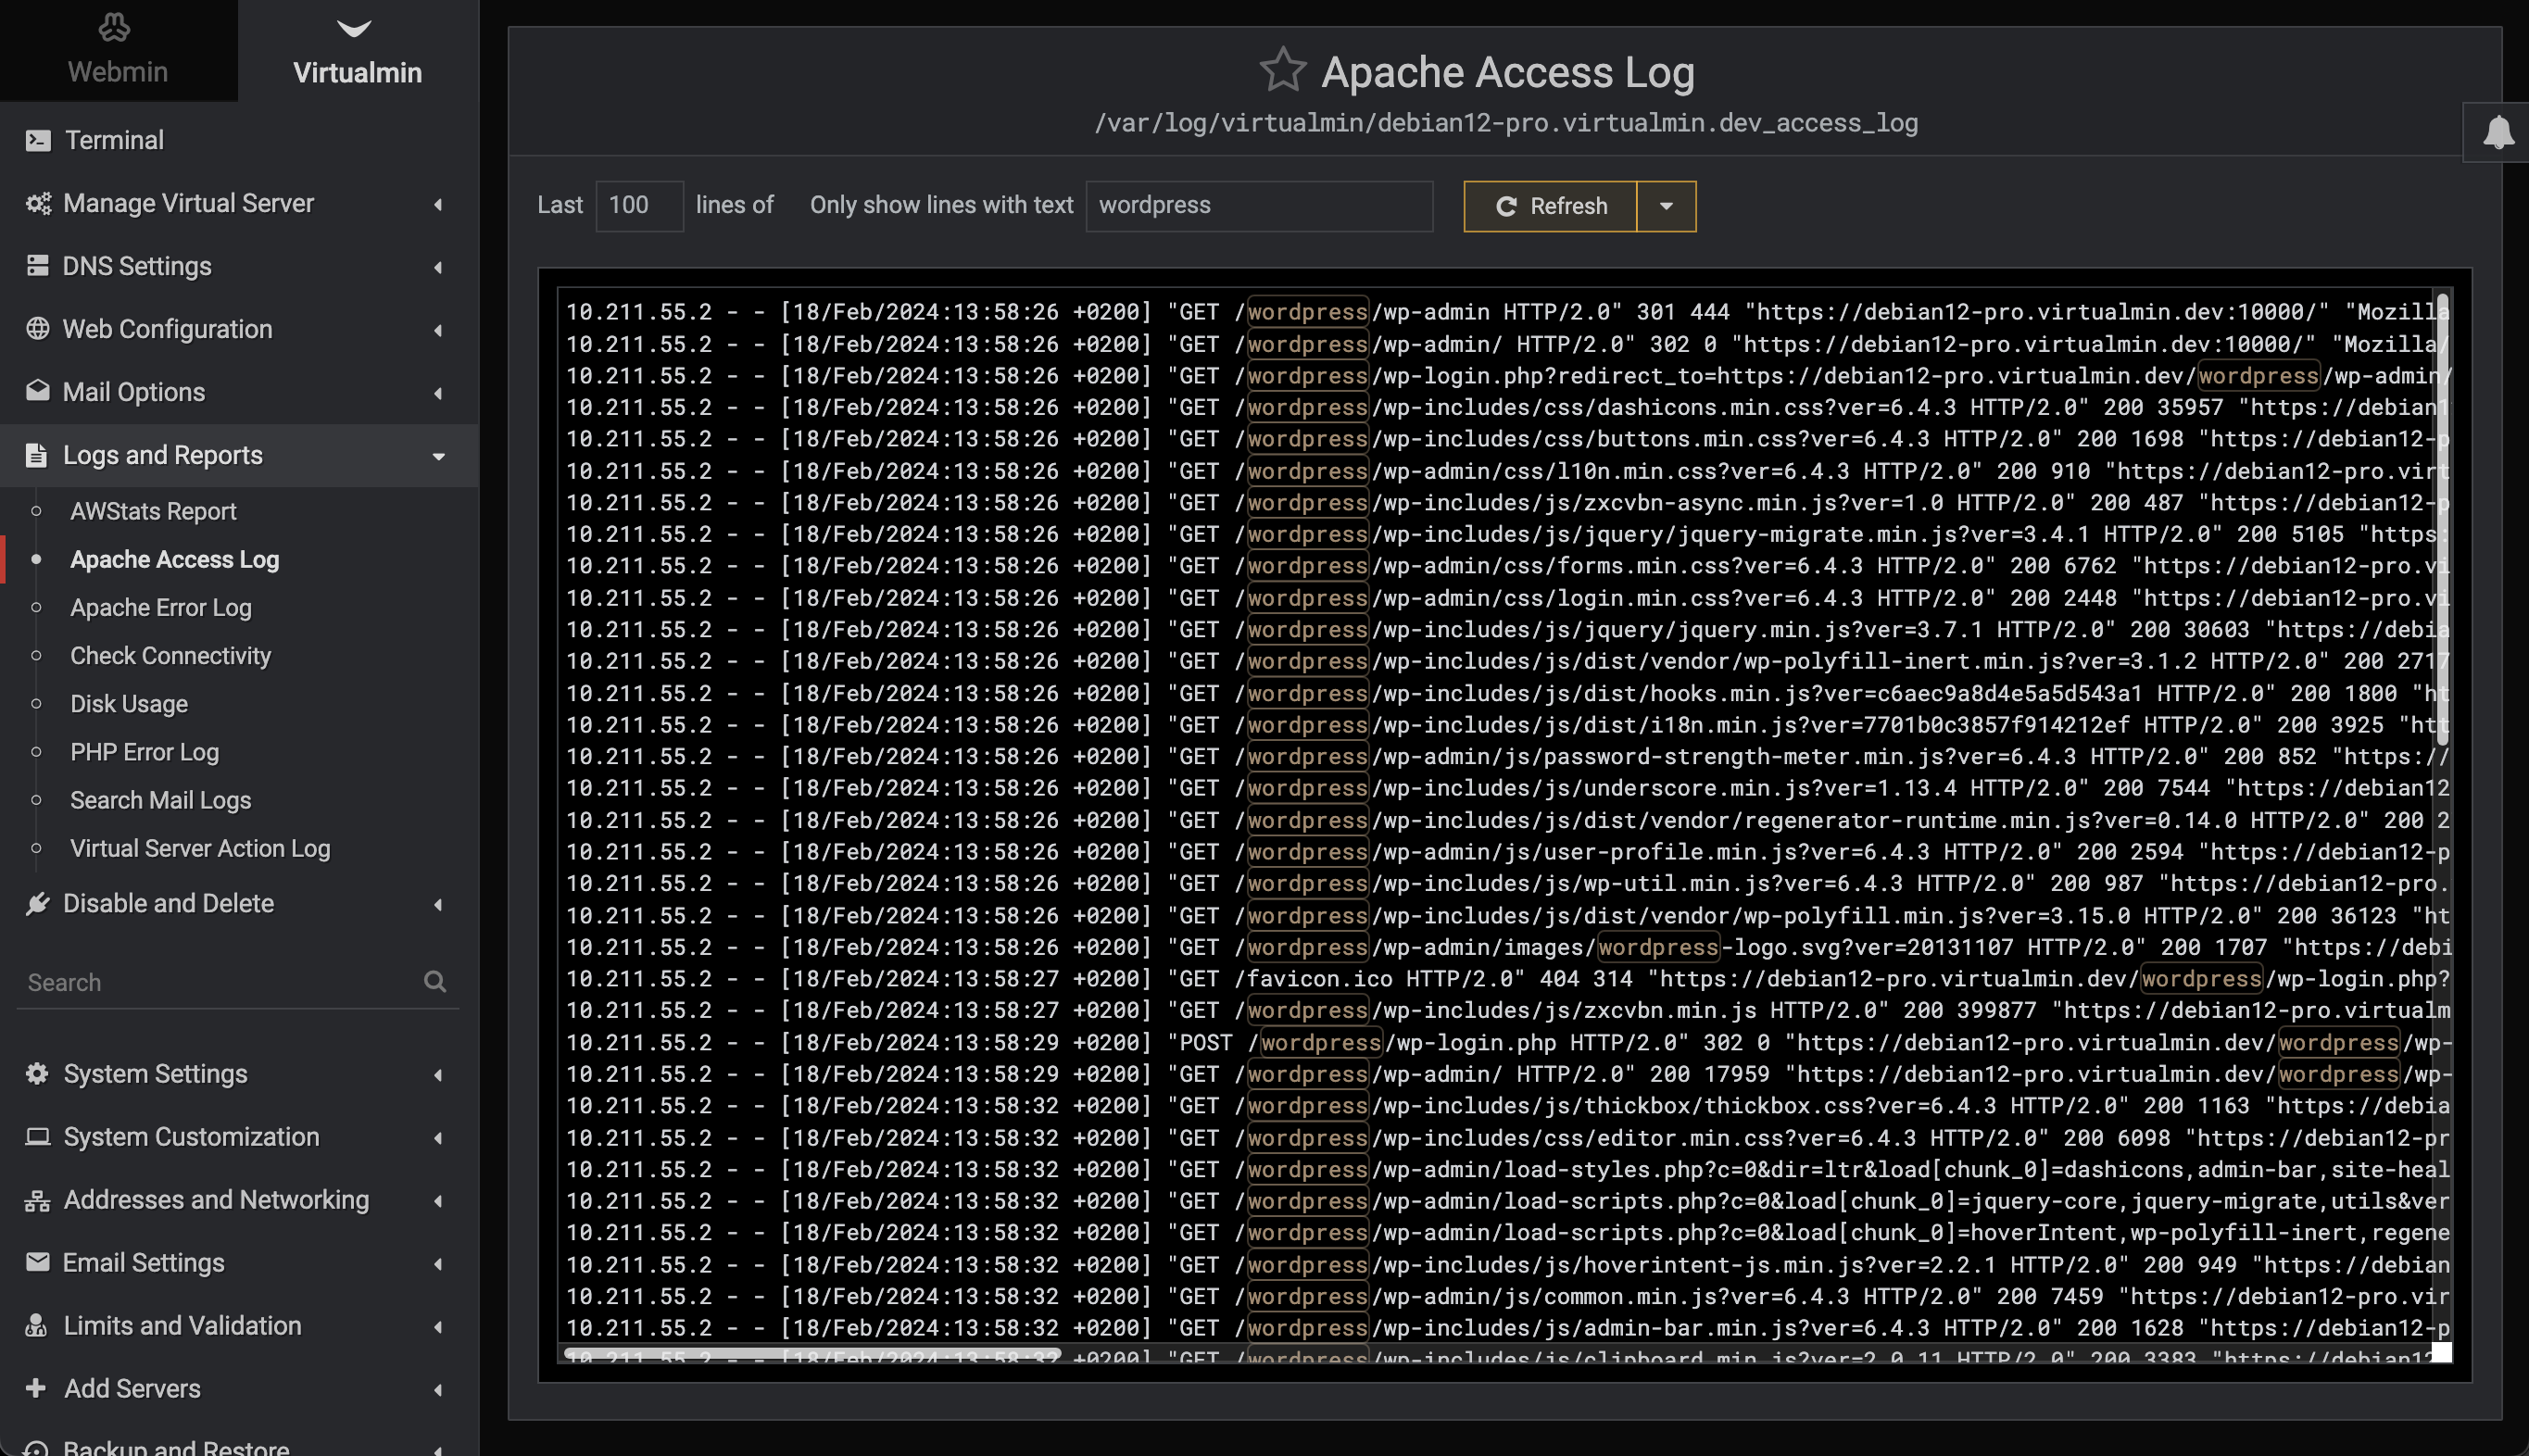 Webmin
Virtualmin
Terminal
Manage Virtual Server
DNS Settings
Web Configuration
Mail Options
Logs and Reports
AWStats Report
Apache Access Log
Apache Error Log
Check Connectivity
Disk Usage
PHP Error Log
Search Mail Logs
Virtual Server Action Log
Disable and Delete
Search
System Settings
System Customization
Addresses and Networking
Email Settings
Limits and Validation
Add Servers
Backup and Restore
Apache Access Log
/var/log/virtualmin/debian12-pro.virtualmin.dev_access_log
Last 100 lines of Only show lines with text wordpress Refresh
10.211.55.2 - - [18/Feb/2024:13:58:26 +0200] "GET /wordpress/wp-admin HTTP/2.0" 301 444 "https://debian12-pro.virtualmin.dev:10000/" "Mozilla
10.211.55.2 - - [18/Feb/2024:13:58:26 +0200] "GET /wordpress/wp-admin/ HTTP/2.0" 302 0 "https://debian12-pro.virtualmin.dev:10000/" "Mozilla/
10.211.55.2 - - [18/Feb/2024:13:58:26 +0200] "GET /wordpress/wp-login.php?redirect_to=https://debian12-pro.virtualmin.dev/wordpress/wp-admin/
10.211.55.2 - - [18/Feb/2024:13:58:26 +0200] "GET /wordpress/wp-includes/css/dashicons.min.css?ver=6.4.3 HTTP/2.0" 200 35957 "https://debian1
10.211.55.2 - - [18/Feb/2024:13:58:26 +0200] "GET /wordpress/wp-includes/css/buttons.min.css?ver=6.4.3 HTTP/2.0" 200 1698 "https://debian12-p
10.211.55.2 - - [18/Feb/2024:13:58:26 +0200] "GET /wordpress/wp-admin/css/l10n.min.css?ver=6.4.3 HTTP/2.0" 200 910 "https://debian12-pro.virt
10.211.55.2 - - [18/Feb/2024:13:58:26 +0200] "GET /wordpress/wp-includes/js/zxcvbn-async.min.js?ver=1.0 HTTP/2.0" 200 487 "https://debian12-p
10.211.55.2 - - [18/Feb/2024:13:58:26 +0200] "GET /wordpress/wp-includes/js/jquery/jquery-migrate.min.js?ver=3.4.1 HTTP/2.0" 200 5105 "https:
10.211.55.2 - - [18/Feb/2024:13:58:26 +0200] "GET /wordpress/wp-admin/css/forms.min.css?ver=6.4.3 HTTP/2.0" 200 6762 "https://debian12-pro.vi
10.211.55.2 - - [18/Feb/2024:13:58:26 +0200] "GET /wordpress/wp-admin/css/login.min.css?ver=6.4.3 HTTP/2.0" 200 2448 "https://debian12-pro.vi
10.211.55.2 - - [18/Feb/2024:13:58:26 +0200] "GET /wordpress/wp-includes/js/jquery/jquery.min.js?ver=3.7.1 HTTP/2.0" 200 30603 "https://debia
10.211.55.2 - - [18/Feb/2024:13:58:26 +0200] "GET /wordpress/wp-includes/js/dist/vendor/wp-polyfill-inert.min.js?ver=3.1.2 HTTP/2.0" 200 2717
10.211.55.2 - - [18/Feb/2024:13:58:26 +0200] "GET /wordpress/wp-includes/js/dist/hooks.min.js?ver=c6aec9a8d4e5a5d543a1 HTTP/2.0" 200 1800 "ht
10.211.55.2 - - [18/Feb/2024:13:58:26 +0200] "GET /wordpress/wp-includes/js/dist/i18n.min.js?ver=7701b0c3857f914212ef HTTP/2.0" 200 3925 "htt
10.211.55.2 - - [18/Feb/2024:13:58:26 +0200] "GET /wordpress/wp-admin/js/password-strength-meter.min.js?ver=6.4.3 HTTP/2.0" 200 852 "https://
10.211.55.2 - - [18/Feb/2024:13:58:26 +0200] "GET /wordpress/wp-includes/js/underscore.min.js?ver=1.13.4 HTTP/2.0" 200 7544 "https://debian12
10.211.55.2 - - [18/Feb/2024:13:58:26 +0200] "GET /wordpress/wp-includes/js/dist/vendor/regenerator-runtime.min.js?ver=0.14.0 HTTP/2.0" 200 2
10.211.55.2 - - [18/Feb/2024:13:58:26 +0200] "GET /wordpress/wp-admin/js/user-profile.min.js?ver=6.4.3 HTTP/2.0" 200 2594 "https://debian12-p
10.211.55.2 - - [18/Feb/2024:13:58:26 +0200] "GET /wordpress/wp-includes/js/wp-util.min.js?ver=6.4.3 HTTP/2.0" 200 987 "https://debian12-pro.
10.211.55.2 - - [18/Feb/2024:13:58:26 +0200] "GET /wordpress/wp-includes/js/dist/vendor/wp-polyfill.min.js?ver=3.15.0 HTTP/2.0" 200 36123 "ht
10.211.55.2 - - [18/Feb/2024:13:58:26 +0200] "GET /wordpress/wp-admin/images/wordpress-logo.svg?ver=20131107 HTTP/2.0" 200 1707 "https://debi
10.211.55.2 - - [18/Feb/2024:13:58:27 +0200] "GET /favicon.ico HTTP/2.0" 404 314 "https://debian12-pro.virtualmin.dev/wordpress/wp-login.php?
10.211.55.2 - - [18/Feb/2024:13:58:27 +0200] "GET /wordpress/wp-includes/js/zxcvbn.min.js HTTP/2.0" 200 399877 "https://debian12-pro.virtualm
10.211.55.2 - - [18/Feb/2024:13:58:29 +0200] "POST /wordpress/wp-login.php HTTP/2.0" 302 0 "https://debian12-pro.virtualmin.dev/wordpress/wp-
10.211.55.2 - - [18/Feb/2024:13:58:29 +0200] "GET /wordpress/wp-admin/ HTTP/2.0" 200 17959 "https://debian12-pro.virtualmin.dev/wordpress/wp-
10.211.55.2 - - [18/Feb/2024:13:58:32 +0200] "GET /wordpress/wp-includes/js/thickbox/thickbox.css?ver=6.4.3 HTTP/2.0" 200 1163 "https://debia
10.211.55.2 - - [18/Feb/2024:13:58:32 +0200] "GET /wordpress/wp-includes/css/editor.min.css?ver=6.4.3 HTTP/2.0" 200 6098 "https://debian12-pr
10.211.55.2 - - [18/Feb/2024:13:58:32 +0200] "GET /wordpress/wp-admin/load-styles.php?c=0&dir=ltr&load[chunk_0]=dashicons,admin-bar,site-heal
10.211.55.2 - - [18/Feb/2024:13:58:32 +0200] "GET /wordpress/wp-admin/load-scripts.php?c=0&load[chunk_0]=jquery-core,jquery-migrate,utils&ver
10.211.55.2 - - [18/Feb/2024:13:58:32 +0200] "GET /wordpress/wp-admin/load-scripts.php?c=0&load[chunk_0]=hoverIntent,wp-polyfill-inert,regene
10.211.55.2 - - [18/Feb/2024:13:58:32 +0200] "GET /wordpress/wp-includes/js/hoverintent-js.min.js?ver=2.2.1 HTTP/2.0" 200 949 "https://debian
10.211.55.2 - - [18/Feb/2024:13:58:32 +0200] "GET /wordpress/wp-admin/js/common.min.js?ver=6.4.3 HTTP/2.0" 200 7459 "https://debian12-pro.vir
10.211.55.2 - - [18/Feb/2024:13:58:32 +0200] "GET /wordpress/wp-includes/js/admin-bar.min.js?ver=6.4.3 HTTP/2.0" 200 1628 "https://debian12-p
10.211.55.2 - - [18/Feb/2024:13:58:32 +0200] "GET /wordpress/wp-includes/js/clipboard.min.js?ver=2.0.11 HTTP/2.0" 200 3383 "https://debian12